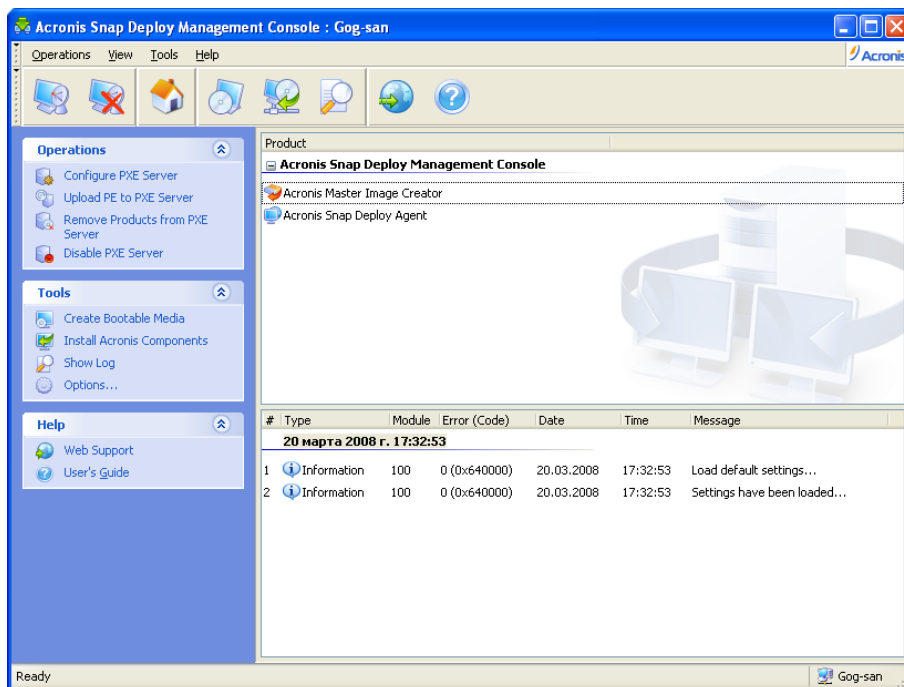 Acronis Snap Deploy Management Console : Gog-san
Operations View Tools Help
Acronis
Operations
Configure PXE Server
Upload PE to PXE Server
Remove Products from PXE
Server
Disable PXE Server
Tools
Create Bootable Media
Install Acronis Components
Show Log
Options...
Help
Web Support
User's Guide
Product
Acronis Snap Deploy Management Console
Acronis Master Image Creator
Acronis Snap Deploy Agent
# Type Module Error (Code) Date Time Message
20 марта 2008 г. 17:32:53
1 Information 100 0 (0x640000) 20.03.2008 17:32:53 Load default settings...
2 Information 100 0 (0x640000) 20.03.2008 17:32:53 Settings have been loaded...
Ready Gog-san